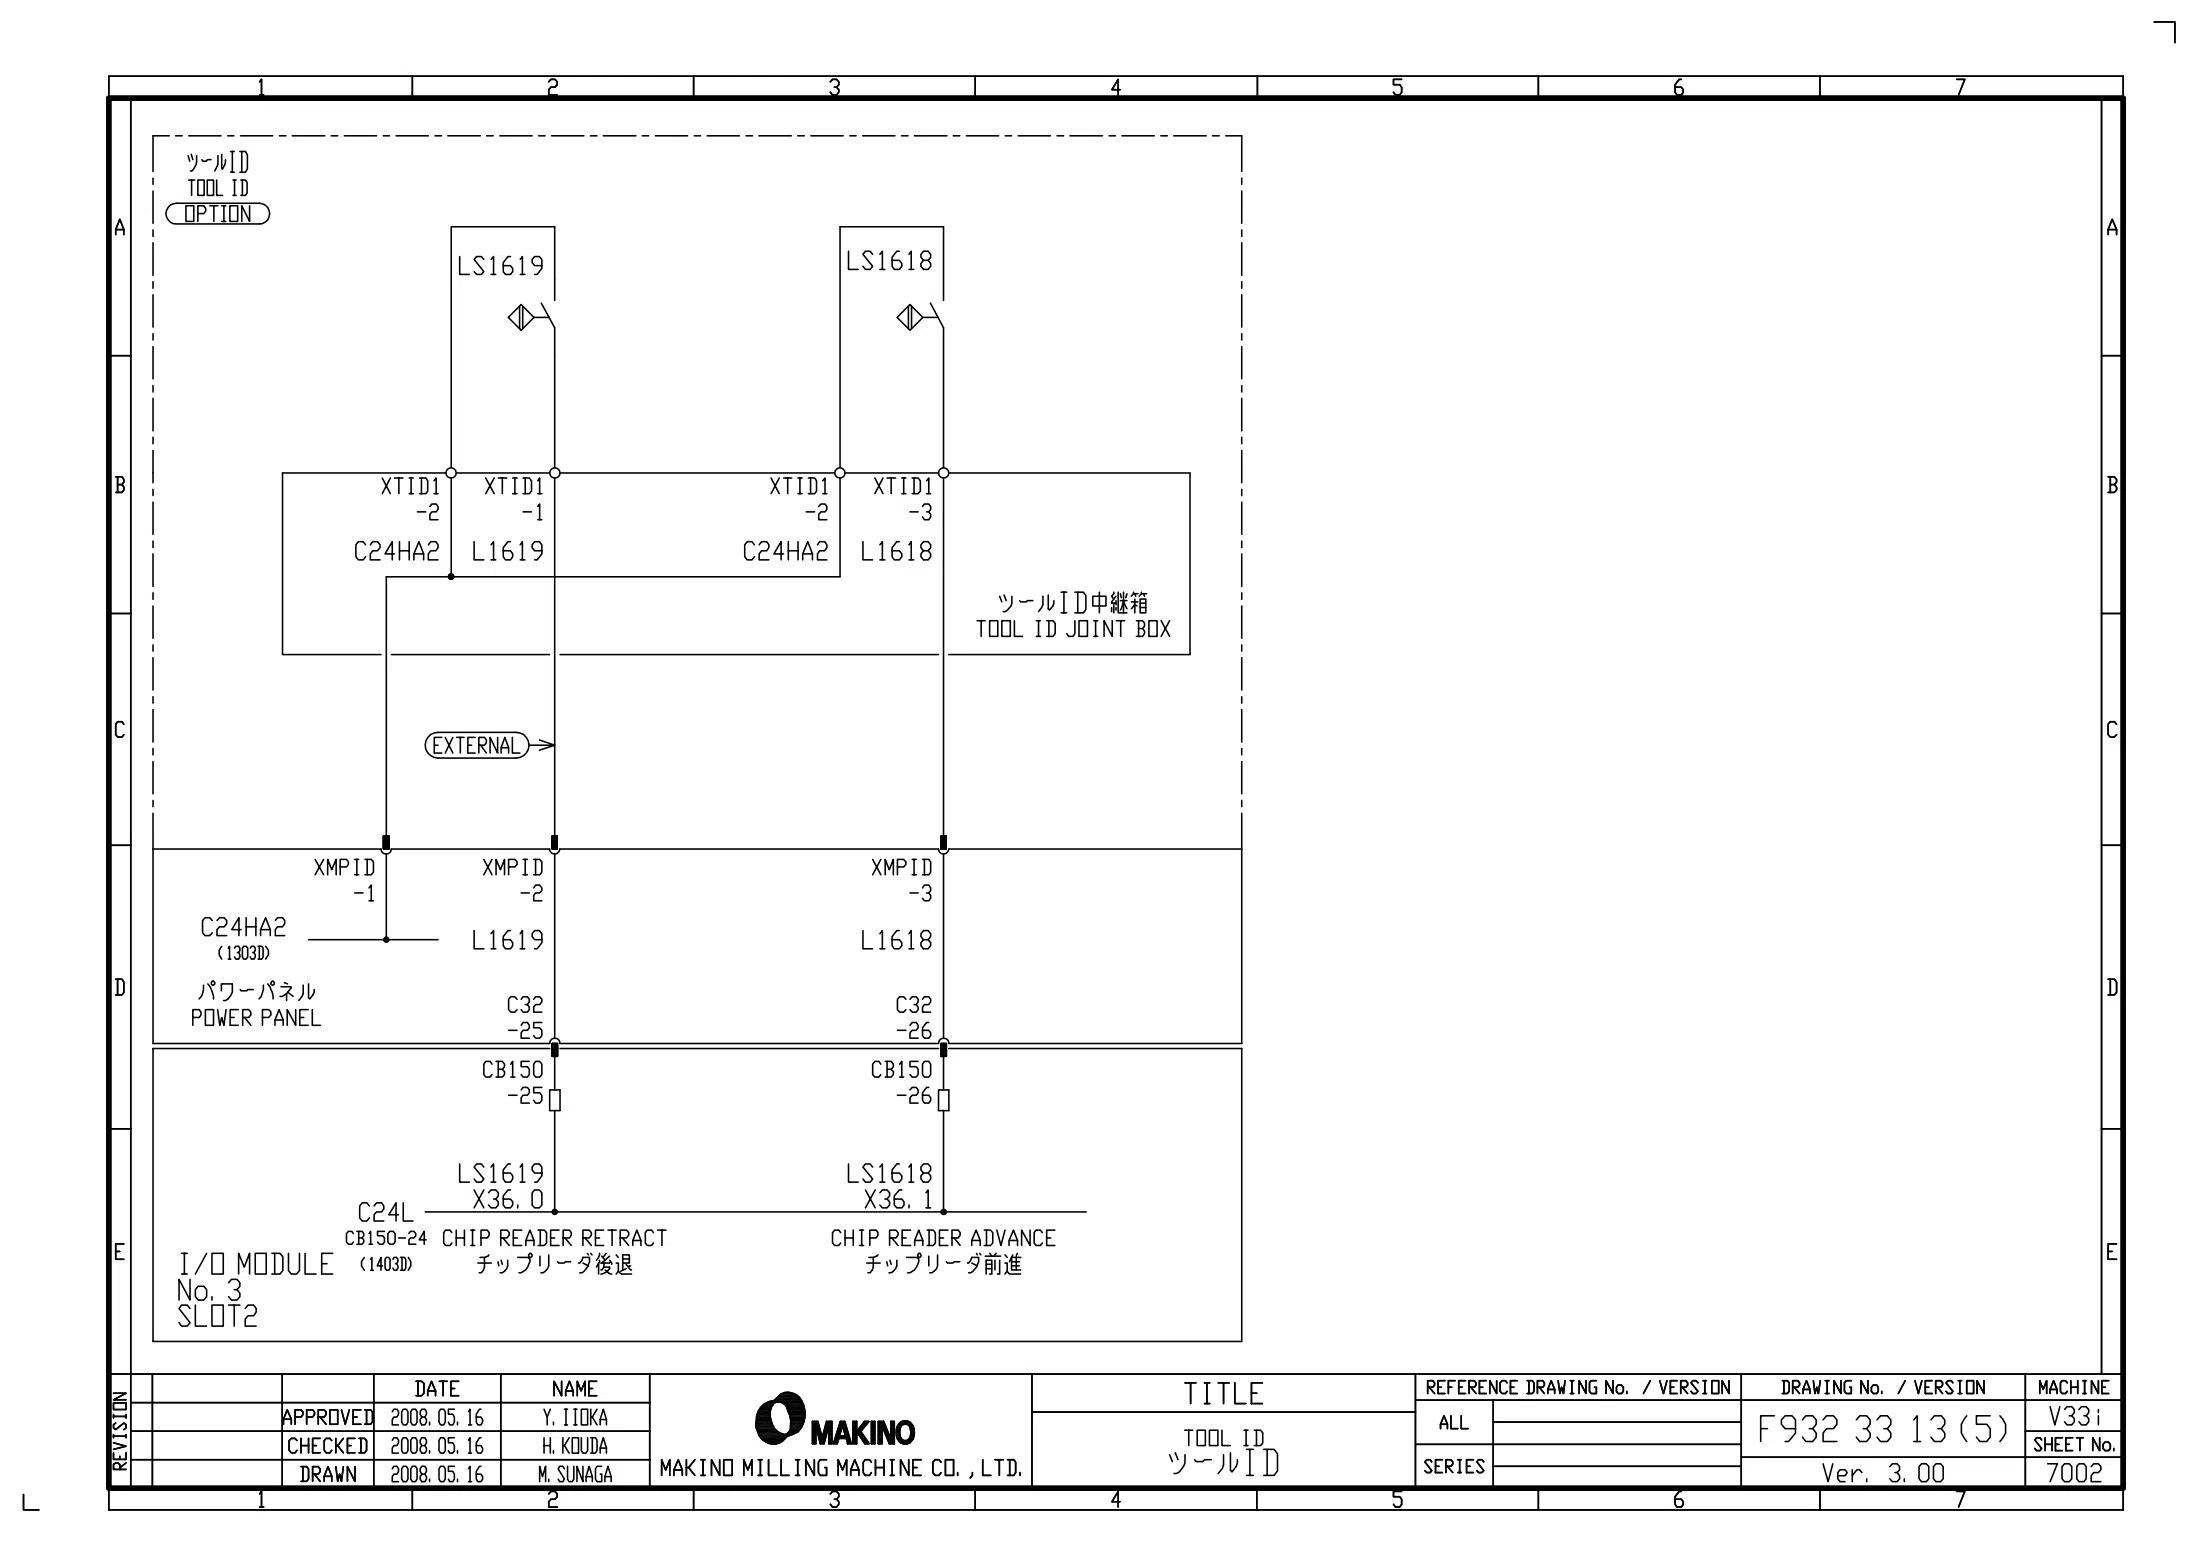 1 2 3 4 5 6 7
A A
B B
C C
D D
E E
ツールID
TOOL ID
OPTION
LS1619
LS1618
XTID1 XTID1 XTID1 XTID1
-2 -1 -2 -3
C24HA2 L1619 C24HA2 L1618
ツールID中継箱
TOOL ID JOINT BOX
EXTERNAL
XMPID XMPID XMPID
-1 -2 -3
C24HA2 L1619 L1618
(1303D)
パワーパネル
POWER PANEL
C32 C32
-25 -26
CB150 CB150
-25 -26
LS1619 LS1618
X36.0 X36.1
C24L
CB150-24 CHIP READER RETRACT CHIP READER ADVANCE
(1403D) チップリーダ後退 チップリーダ前進
I/O MODULE
No.3
SLOT2
REVISION
DATE NAME
APPROVED 2008.05.16 Y.IIOKA
CHECKED 2008.05.16 H.KOUDA
DRAWN 2008.05.16 M.SUNAGA
MAKINO
MAKINO MILLING MACHINE CO.,LTD.
TITLE
TOOL ID
ツールID
REFERENCE DRAWING No. / VERSION
ALL
SERIES
DRAWING No. / VERSION
F932 33 13(5)
Ver. 3.00
MACHINE
V33i
SHEET No.
7002
1 2 3 4 5 6 7